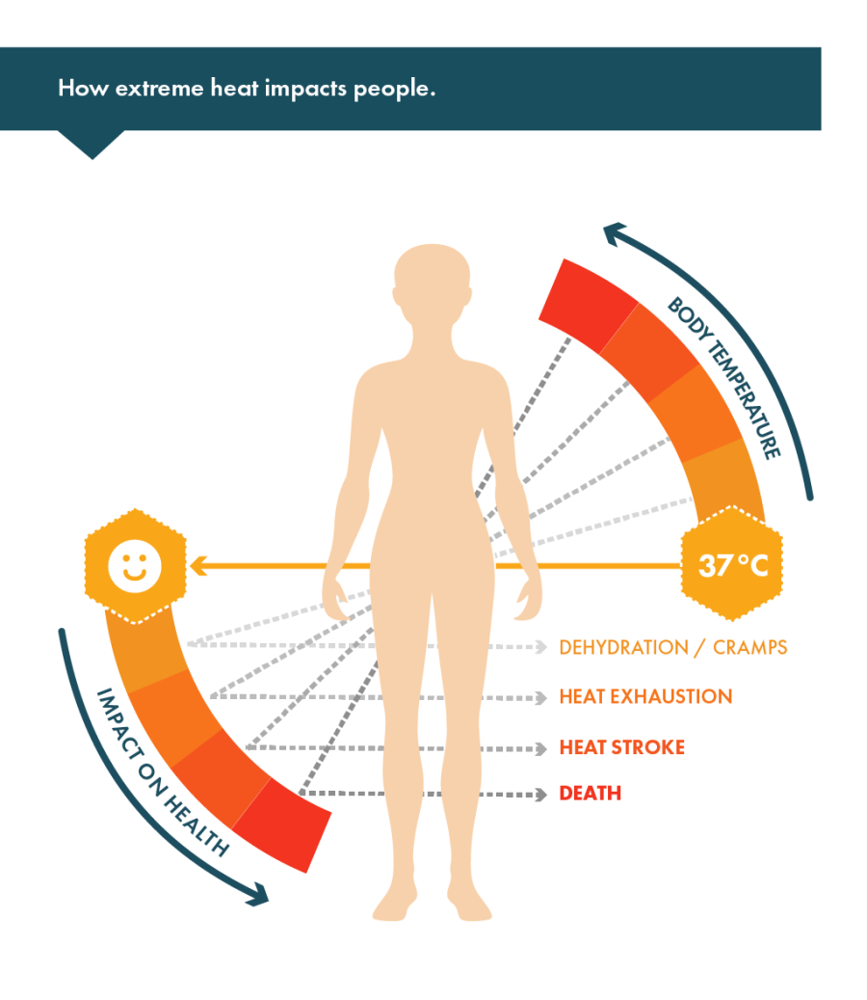 How extreme heat impacts people.
BODY TEMPERATURE
37°C
DEHYDRATION / CRAMPS
HEAT EXHAUSTION
HEAT STROKE
DEATH
IMPACT ON HEALTH